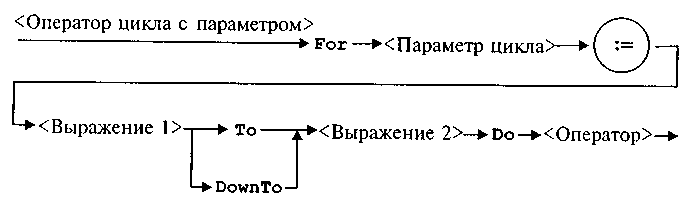 <Оператор цикла с параметром>
For <Параметр цикла> :=
<Выражение 1> To <Выражение 2> Do <Оператор>
DownTo